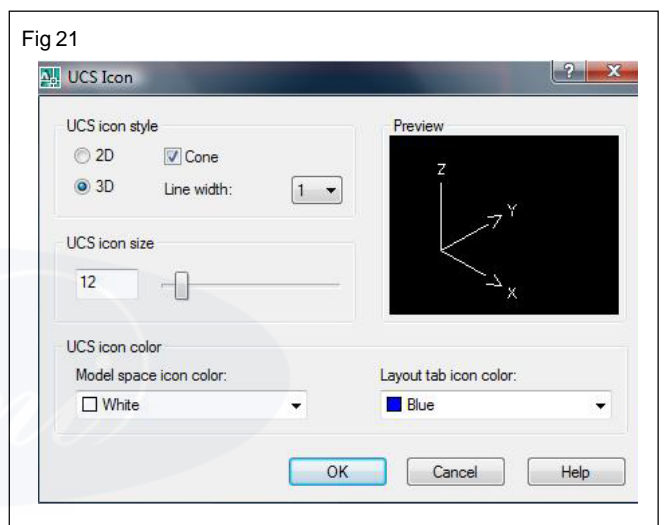 Fig 21
UCS Icon
UCS icon style
2D
Cone
3D
Line width:
1
Preview
Z
Y
X
UCS icon size
12
UCS icon color
Model space icon color:
White
Layout tab icon color:
Blue
OK
Cancel
Help